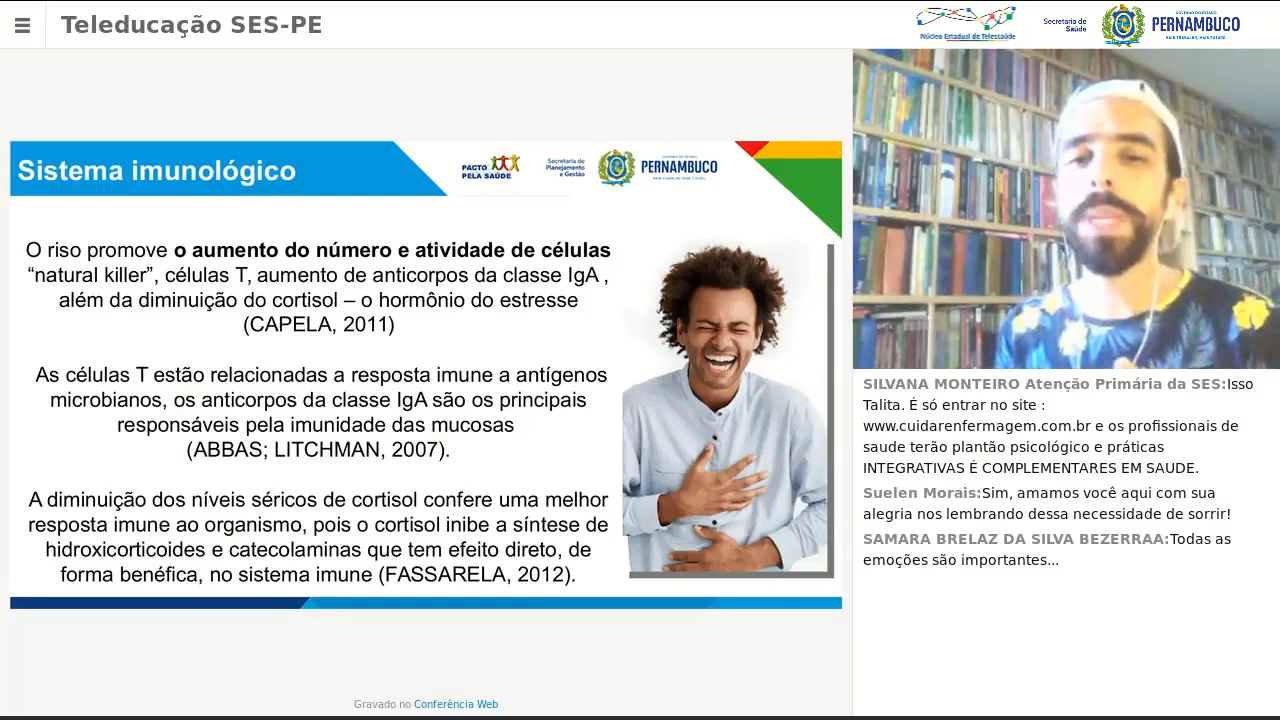 Teleducação SES-PE
Núcleo Estadual de Telessaúde
Secretaria de
Saúde
GOVERNO DO ESTADO
PERNAMBUCO
MAIS TRABALHO, MAIS FUTURO
Sistema imunológico
PACTO
PELA SAÚDE
Secretaria de
Planejamento
e Gestão
PERNAMBUCO
O riso promove o aumento do número e atividade de células
“natural killer”, células T, aumento de anticorpos da classe IgA ,
além da diminuição do cortisol – o hormônio do estresse
(CAPELA, 2011)
As células T estão relacionadas a resposta imune a antígenos
microbianos, os anticorpos da classe IgA são os principais
responsáveis pela imunidade das mucosas
(ABBAS; LITCHMAN, 2007).
A diminuição dos níveis séricos de cortisol confere uma melhor
resposta imune ao organismo, pois o cortisol inibe a síntese de
hidroxicorticoides e catecolaminas que tem efeito direto, de
forma benéfica, no sistema imune (FASSARELA, 2012).
SILVANA MONTEIRO Atenção Primária da SES:Isso
Talita. É só entrar no site :
www.cuidarenfermagem.com.br e os profissionais de
saude terão plantão psicológico e práticas
INTEGRATIVAS É COMPLEMENTARES EM SAUDE.
Suelen Morais:Sim, amamos você aqui com sua
alegria nos lembrando dessa necessidade de sorrir!
SAMARA BRELAZ DA SILVA BEZERRAA:Todas as
emoções são importantes...
Gravado no Conferência Web